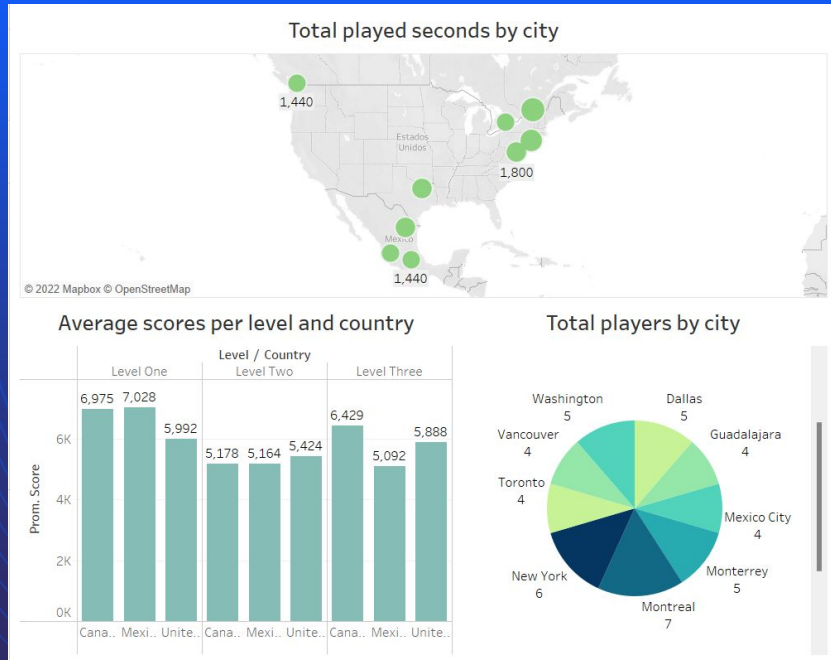 Total played seconds by city
1,440
Estados
Unidos
1,800
Mexico
1,440
© 2022 Mapbox © OpenStreetMap
Average scores per level and country
Level / Country
Level One
Level Two
Level Three
6,975
7,028
5,992
5,178
5,164
5,424
6,429
5,092
5,888
Prom. Score
6K
4K
2K
0K
Cana..
Mexi..
Unite..
Cana..
Mexi..
Unite..
Cana..
Mexi..
Unite..
Total players by city
Washington
5
Dallas
5
Vancouver
4
Guadalajara
4
Toronto
4
Mexico City
4
New York
6
Monterrey
5
Montreal
7